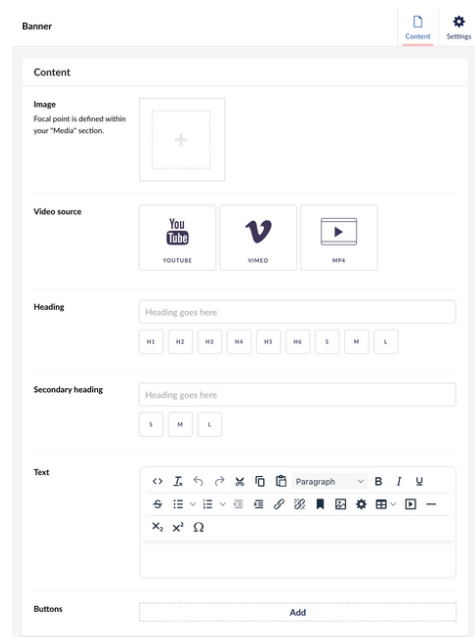 Banner
Content
Settings
Content
Image
Focal point is defined within
your "Media" section.
Video source
You
Tube
YOUTUBE
VIMEO
MP4
Heading
Heading goes here
H1 H2 H3 H4 H5 H6 S M L
Secondary heading
Heading goes here
S M L
Text
Paragraph
B I U
X₂ X² Ω
Buttons
Add